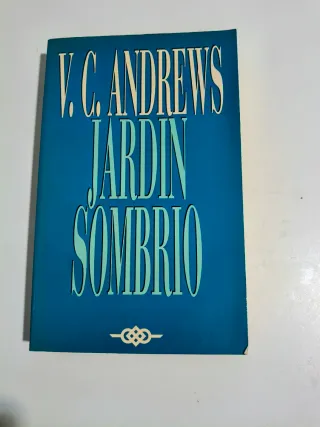 V. C. ANDREWS
JARDIN
SOMBRIO